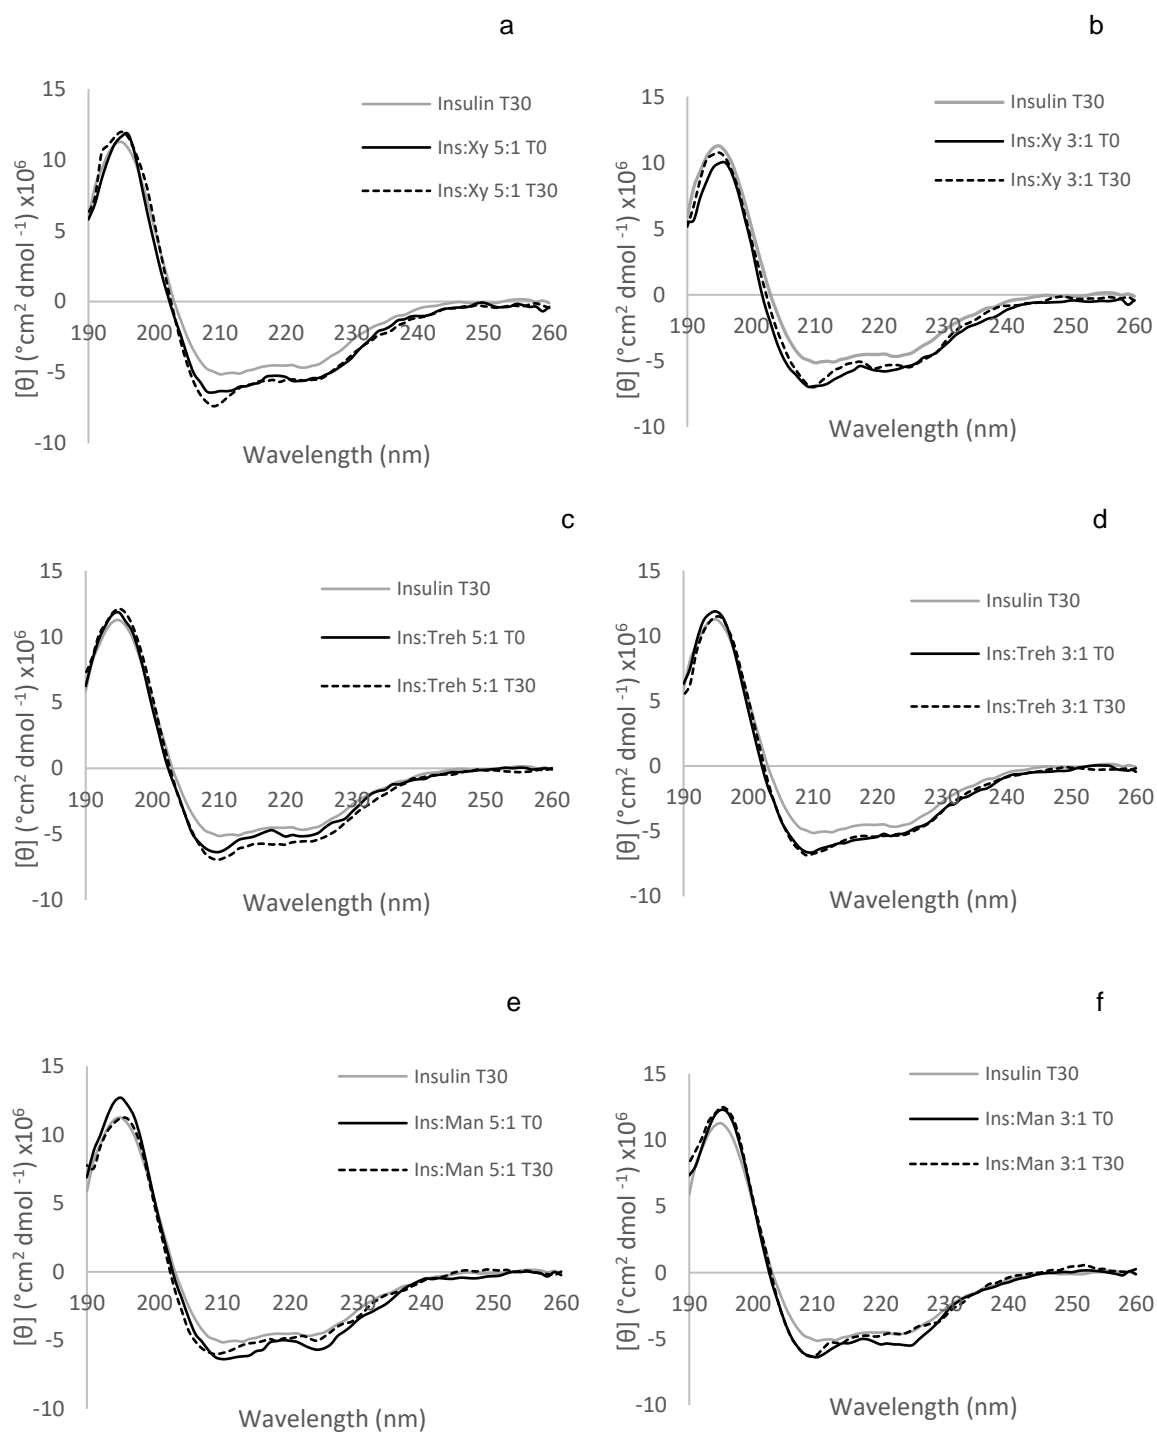 a
15
10
5
0
-5
-10
190 200 210 220 230 240 250 260
[θ] (°cm² dmol ⁻¹) x10⁶
Wavelength (nm)
Insulin T30
Ins:Xy 5:1 T0
Ins:Xy 5:1 T30
b
15
10
5
0
-5
-10
190 200 210 220 230 240 250 260
[θ] (°cm² dmol ⁻¹) x10⁶
Wavelength (nm)
Insulin T30
Ins:Xy 3:1 T0
Ins:Xy 3:1 T30
c
15
10
5
0
-5
-10
190 200 210 220 230 240 250 260
[θ] (°cm² dmol ⁻¹) x10⁶
Wavelength (nm)
Insulin T30
Ins:Treh 5:1 T0
Ins:Treh 5:1 T30
d
15
10
5
0
-5
-10
190 200 210 220 230 240 250 260
[θ] (°cm² dmol ⁻¹) x10⁶
Wavelength (nm)
Insulin T30
Ins:Treh 3:1 T0
Ins:Treh 3:1 T30
e
15
10
5
0
-5
-10
190 200 210 220 230 240 250 260
[θ] (°cm² dmol ⁻¹) x10⁶
Wavelength (nm)
Insulin T30
Ins:Man 5:1 T0
Ins:Man 5:1 T30
f
15
10
5
0
-5
-10
190 200 210 220 230 240 250 260
[θ] (°cm² dmol ⁻¹) x10⁶
Wavelength (nm)
Insulin T30
Ins:Man 3:1 T0
Ins:Man 3:1 T30